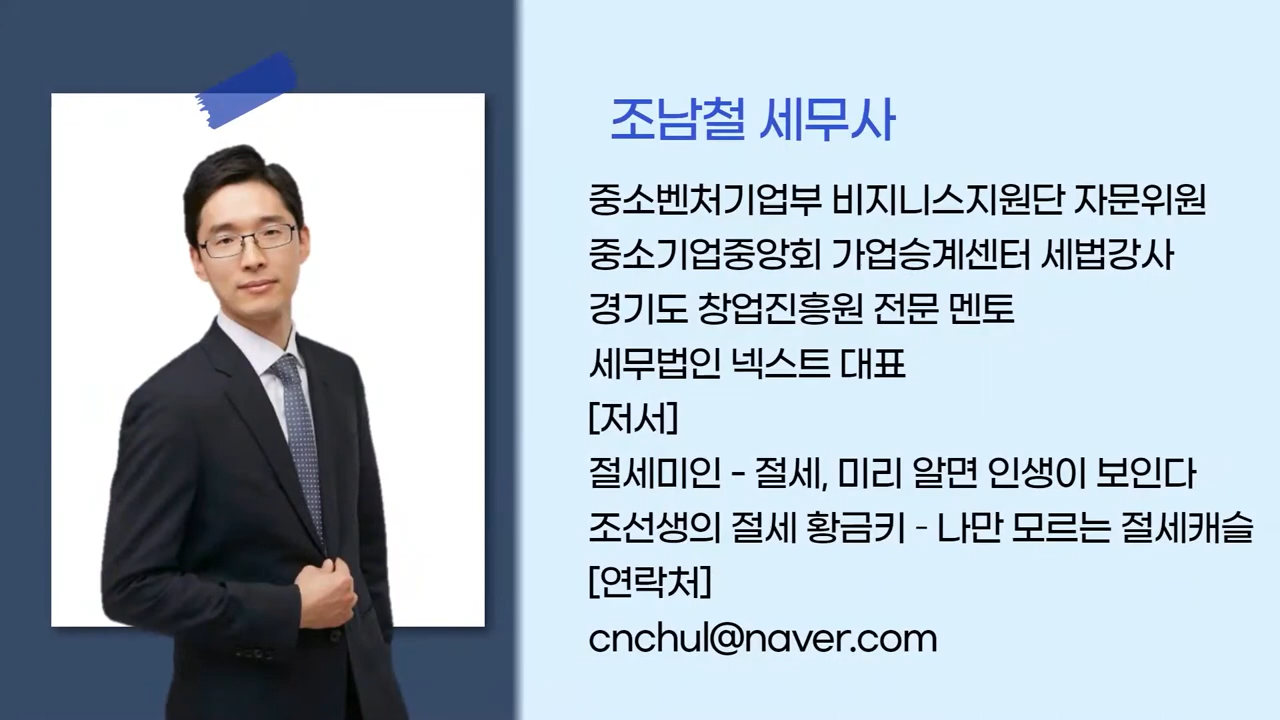 조남철 세무사
중소벤처기업부 비지니스지원단 자문위원
중소기업중앙회 가업승계센터 세법강사
경기도 창업진흥원 전문 멘토
세무법인 넥스트 대표
[저서]
절세미인 - 절세, 미리 알면 인생이 보인다
조선생의 절세 황금키 - 나만 모르는 절세캐슬
[연락처]
cnchul@naver.com